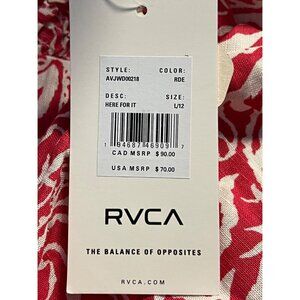 STYLE: COLOR:
AVJWD00218 RDE
DESC: SIZE:
HERE FOR IT L/12
1 94687 46909 7
CAD MSRP $ 90.00
USA MSRP $ 70.00
RVCA
THE BALANCE OF OPPOSITES
RVCA.COM